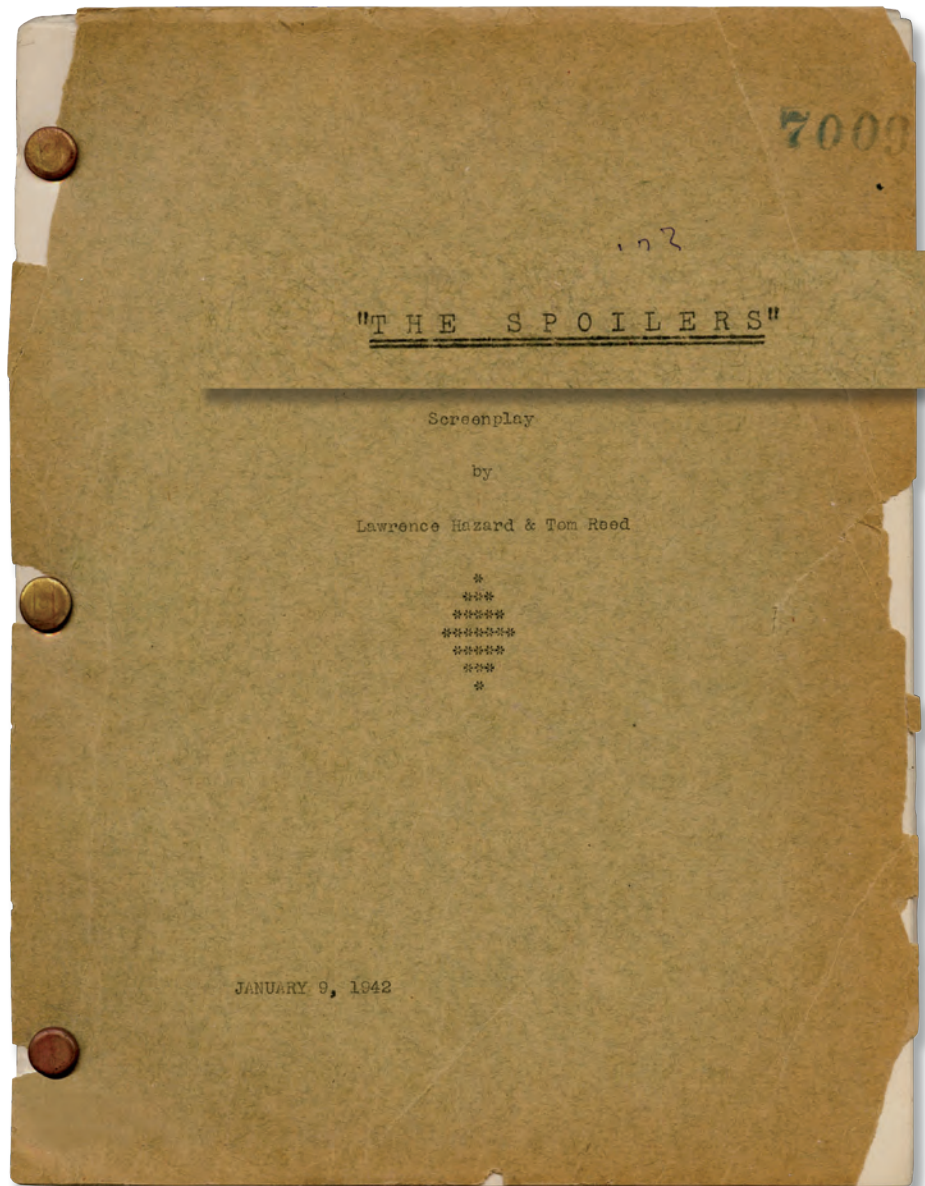 7009
"THE SPOILERS"
Screenplay
by
Lawrence Hazard & Tom Reed
*
***
*****
*******
*****
***
*
JANUARY 9, 1942